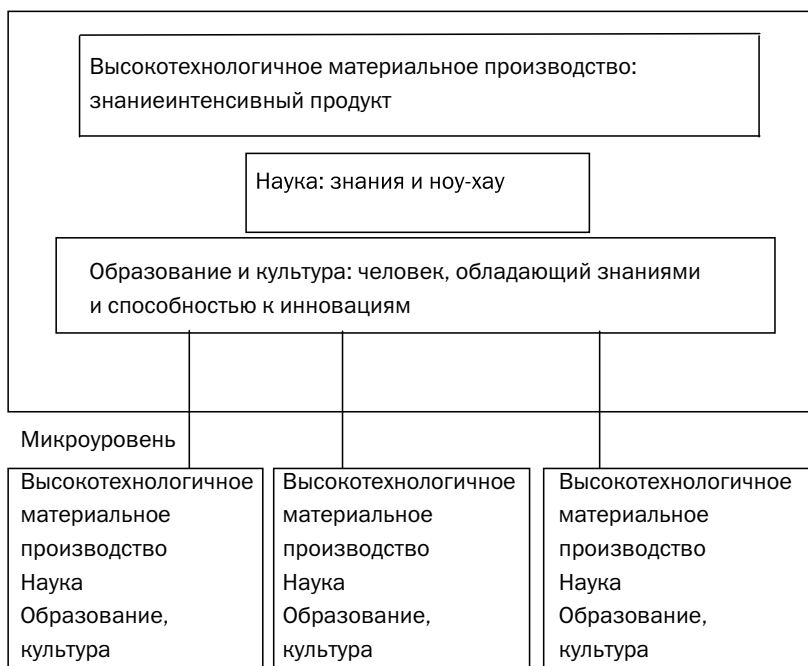 Высокотехнологичное материальное производство:
знаниеинтенсивный продукт
Наука: знания и ноу-хау
Образование и культура: человек, обладающий знаниями
и способностью к инновациям
Микроуровень
Высокотехнологичное
материальное
производство
Наука
Образование,
культура
Высокотехнологичное
материальное
производство
Наука
Образование,
культура
Высокотехнологичное
материальное
производство
Наука
Образование,
культура